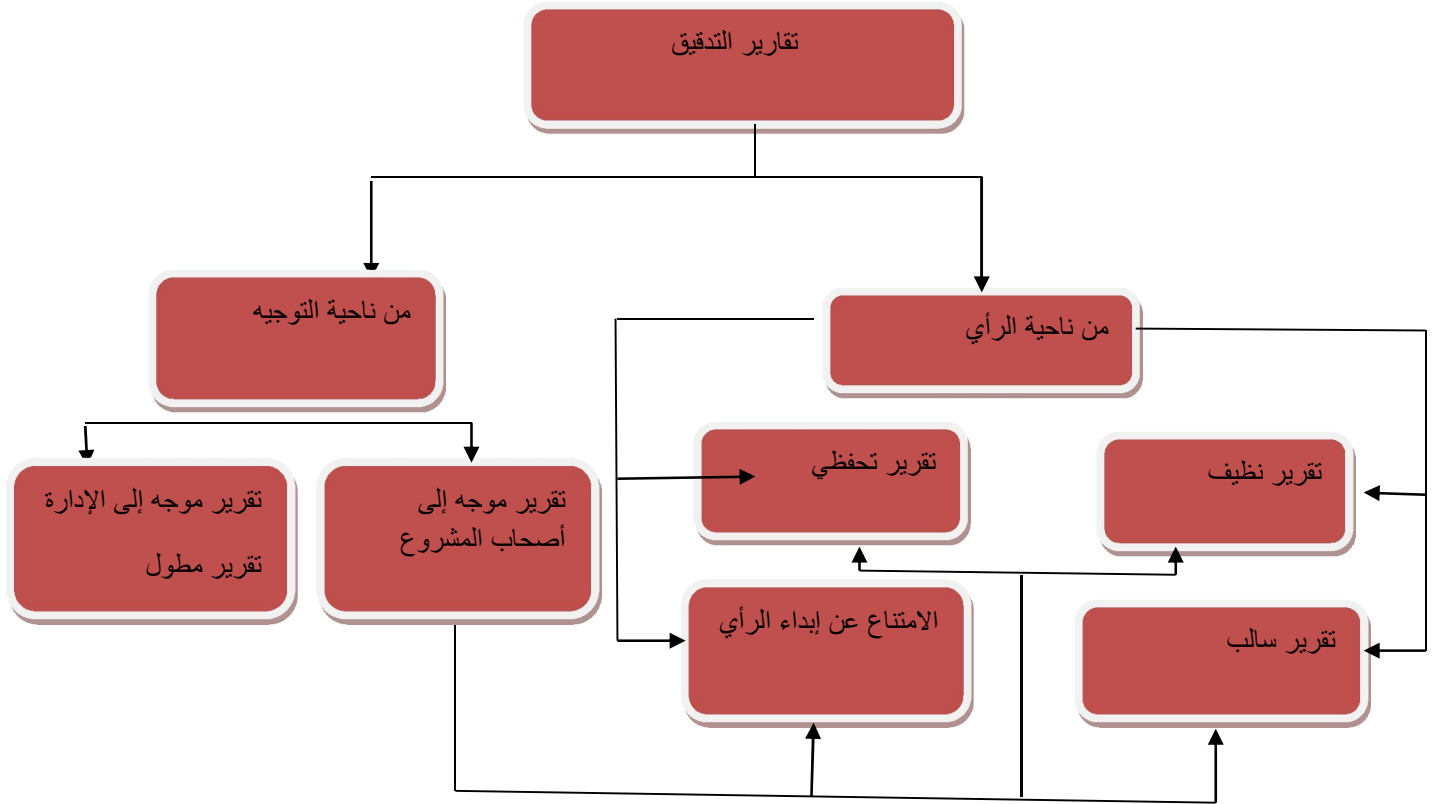 تقارير التدقيق
من ناحية الرأي
من ناحية التوجيه
تقرير نظيف
تقرير تحفظي
تقرير سالب
الامتناع عن إبداء الرأي
تقرير موجه إلى
أصحاب المشروع
تقرير موجه إلى الإدارة
تقرير مطول